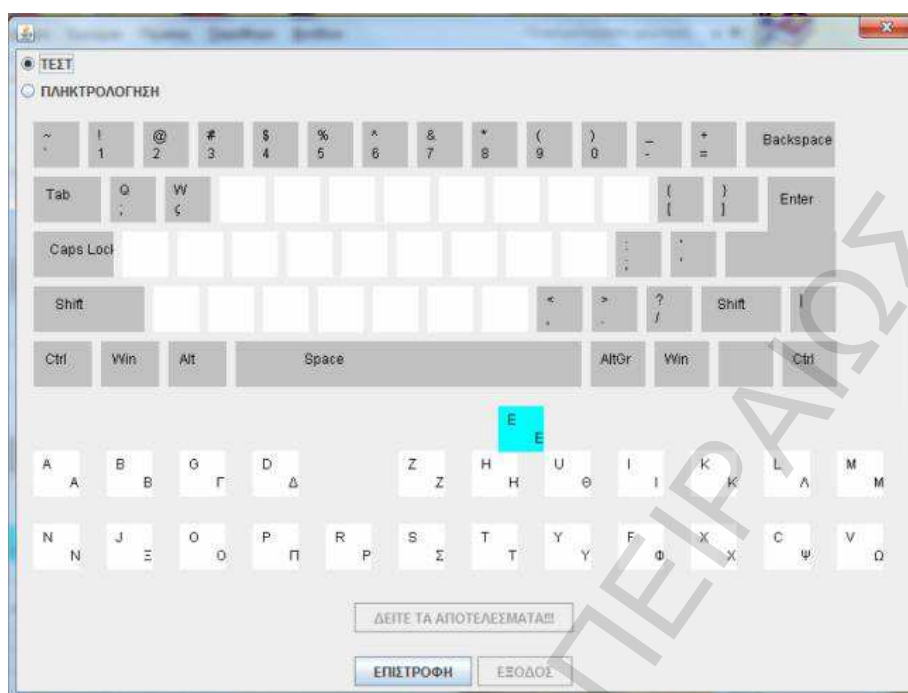 ΤΕΣΤ
ΠΛΗΚΤΡΟΛΟΓΗΣΗ
~ ! @ # $ % ^ & * ( ) _ + Backspace
` 1 2 3 4 5 6 7 8 9 0 - =
Tab Q W { } Enter
; ς [ ]
Caps Lock : "
; '
Shift < > ? Shift |
, . /
Ctrl Win Alt Space AltGr Win Ctrl
E
E
A B G D Z H U I K L M
Α Β Γ Δ Ζ Η Θ Ι Κ Λ Μ
N J O P R S T Y F X C V
Ν Ξ Ο Π Ρ Σ Τ Υ Φ Χ Ψ Ω
ΔΕΙΤΕ ΤΑ ΑΠΟΤΕΛΕΣΜΑΤΑ!!!
ΕΠΙΣΤΡΟΦΗ ΕΞΟΔΟΣ
ΠΕΙΡΑΙΩΣ